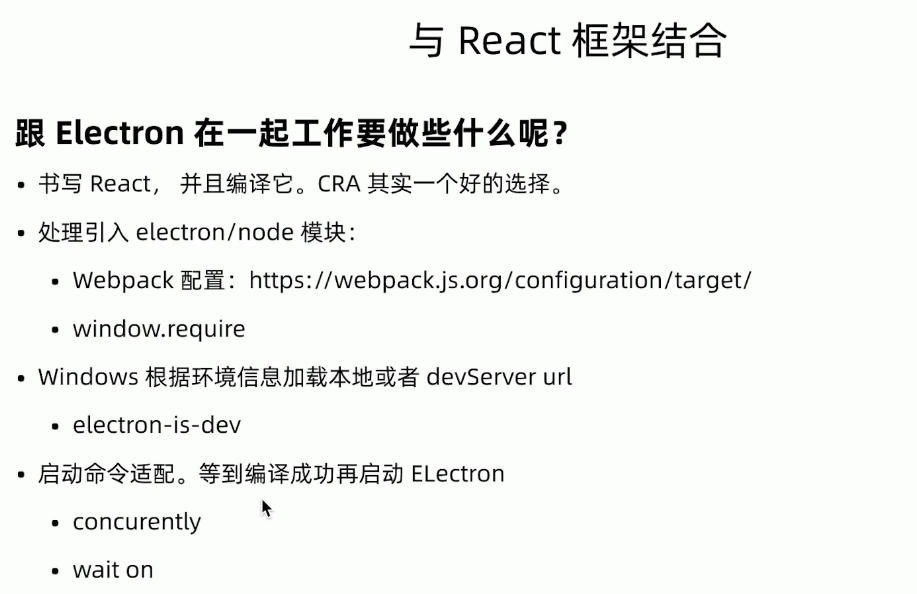 与 React 框架结合
跟 Electron 在一起工作要做些什么呢？
• 书写 React， 并且编译它。CRA 其实一个好的选择。
• 处理引入 electron/node 模块：
• Webpack 配置：https://webpack.js.org/configuration/target/
• window.require
• Windows 根据环境信息加载本地或者 devServer url
• electron-is-dev
• 启动命令适配。等到编译成功再启动 ELectron
• concurently
• wait on